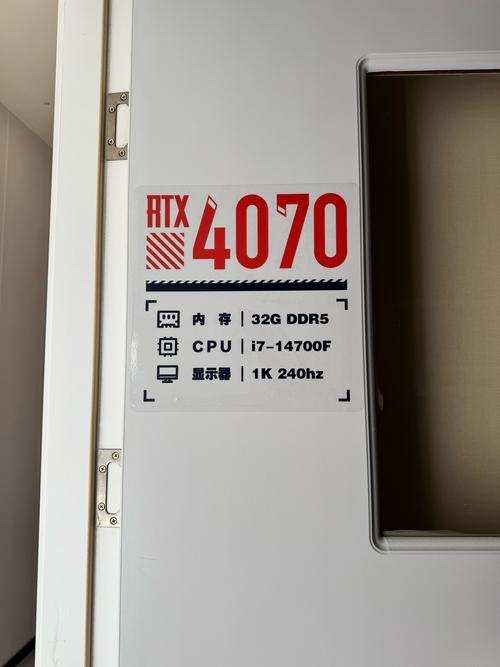 RTX 4070
内 存 | 32G DDR5
CPU | i7-14700F
显示器 | 1K 240hz